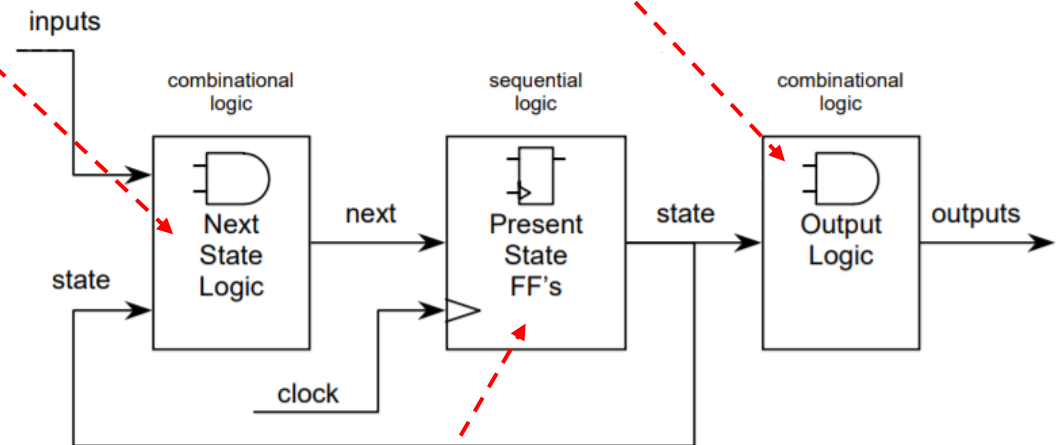 inputs
combinational
logic
sequential
logic
combinational
logic
Next
State
Logic
next
Present
State
FF's
state
Output
Logic
outputs
state
clock